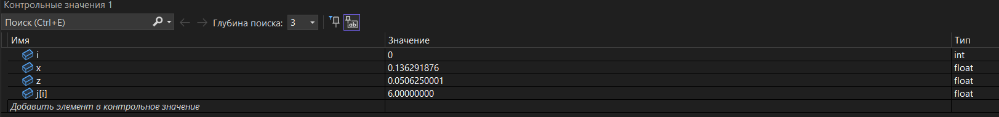 Контрольные значения 1
Поиск (Ctrl+E) Глубина поиска: 3
Имя Значение Тип
i 0 int
x 0.136291876 float
z 0.0506250001 float
j[i] 6.00000000 float
Добавить элемент в контрольное значение